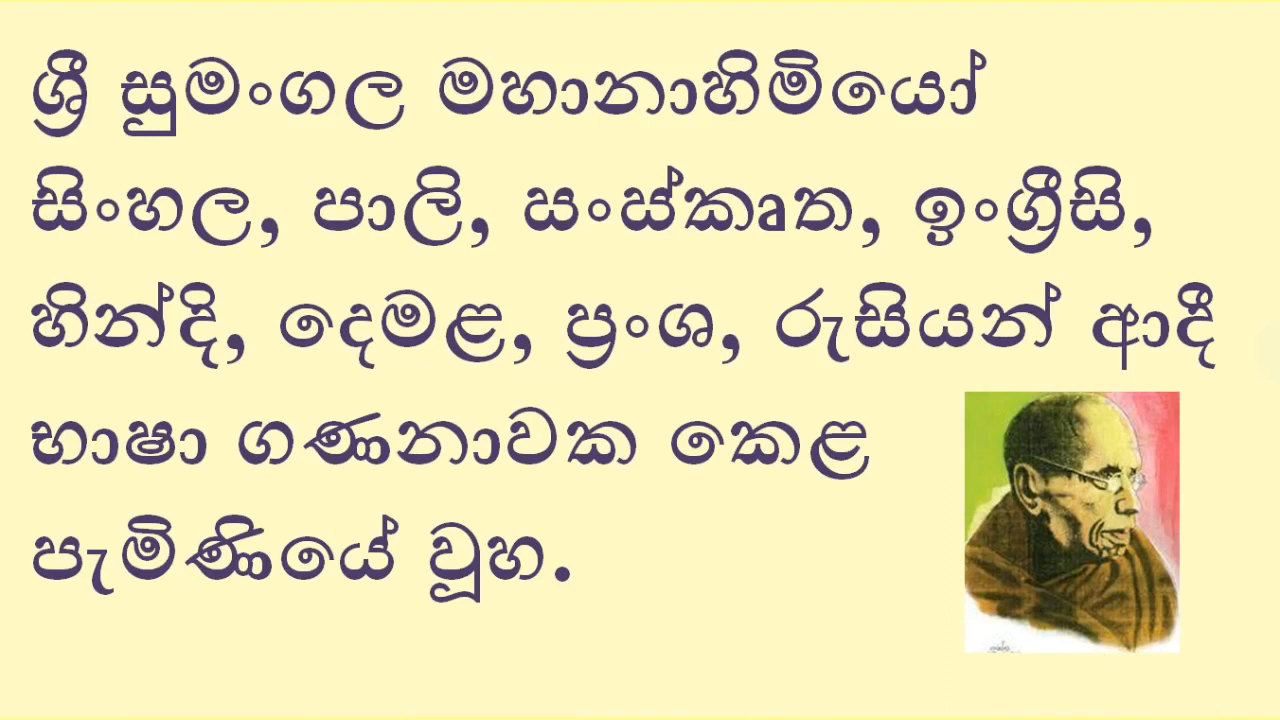 ශ්‍රී සුමංගල මහානාහිමියෝ
සිංහල, පාලි, සංස්කෘත, ඉංග්‍රීසි,
හින්දි, දෙමළ, ප්‍රංශ, රුසියන් ආදී
භාෂා ගණනාවක කෙළ
පැමිණියේ වූහ.